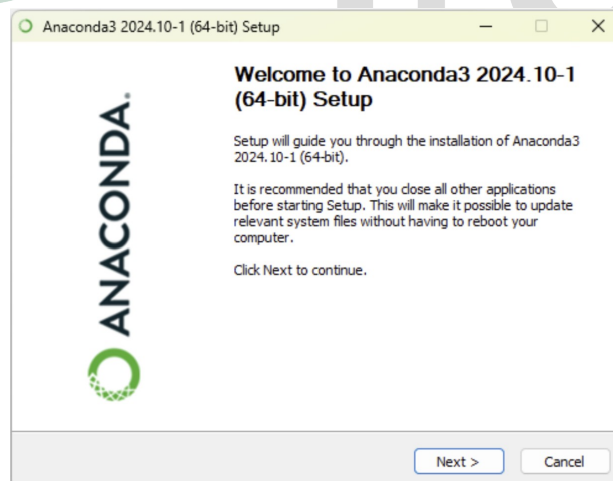 Anaconda3 2024.10-1 (64-bit) Setup
ANACONDA.
Welcome to Anaconda3 2024.10-1
(64-bit) Setup
Setup will guide you through the installation of Anaconda3
2024.10-1 (64-bit).
It is recommended that you close all other applications
before starting Setup. This will make it possible to update
relevant system files without having to reboot your
computer.
Click Next to continue.
Next >
Cancel